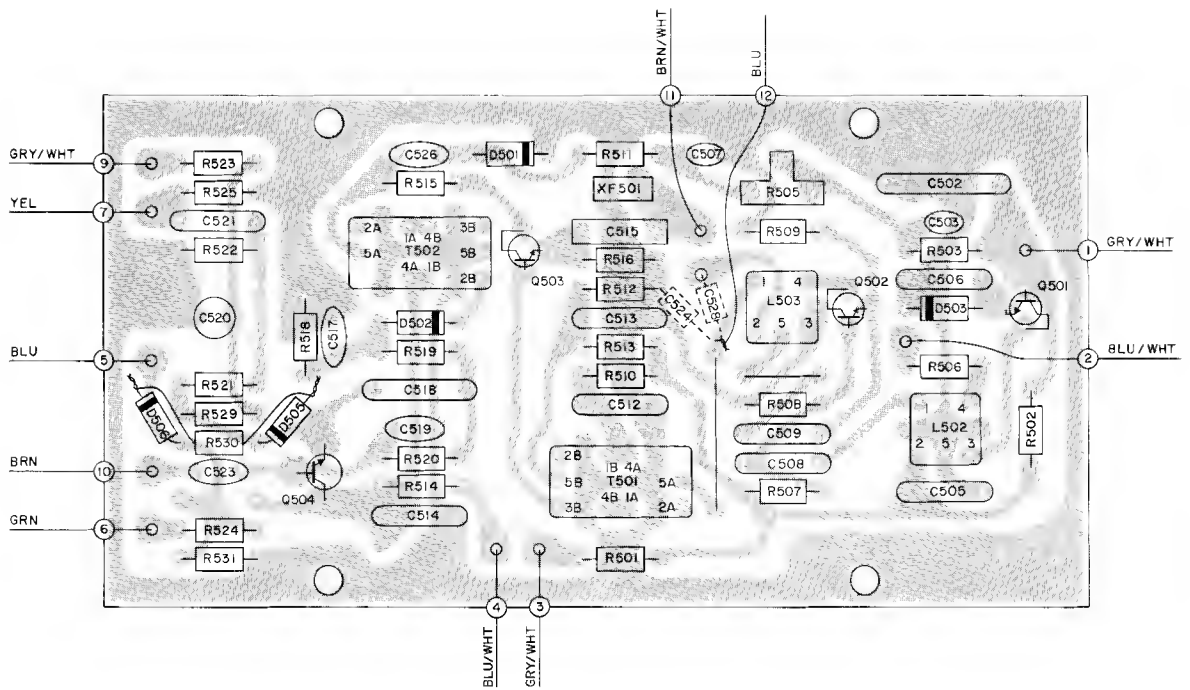 BRN/WHT
BLU
11
12
GRY/WHT
9
R523
C526
D501
R511
C507
R515
XF501
R505
C502
R525
YEL
7
C521
2A
3B
1A 4B
T502
5A
5B
4A 1B
2B
C515
R509
C503
R522
Q503
R516
R503
1
GRY/WHT
R512
C524
C528
1 4
L503
2 5 3
Q502
C506
Q501
D503
C520
R518
C517
D502
C513
R519
R513
BLU
5
2
BLU/WHT
R506
R521
C518
R510
D506
R529
D505
C512
R508
1 4
L502
2 5 3
R502
R530
C519
C509
BRN
10
C523
Q504
R520
2B
1B 4A
5B
T501
5A
4B 1A
3B
2A
C508
R514
R507
C505
C514
GRN
6
R524
R531
R501
4
3
BLU/WHT
GRY/WHT